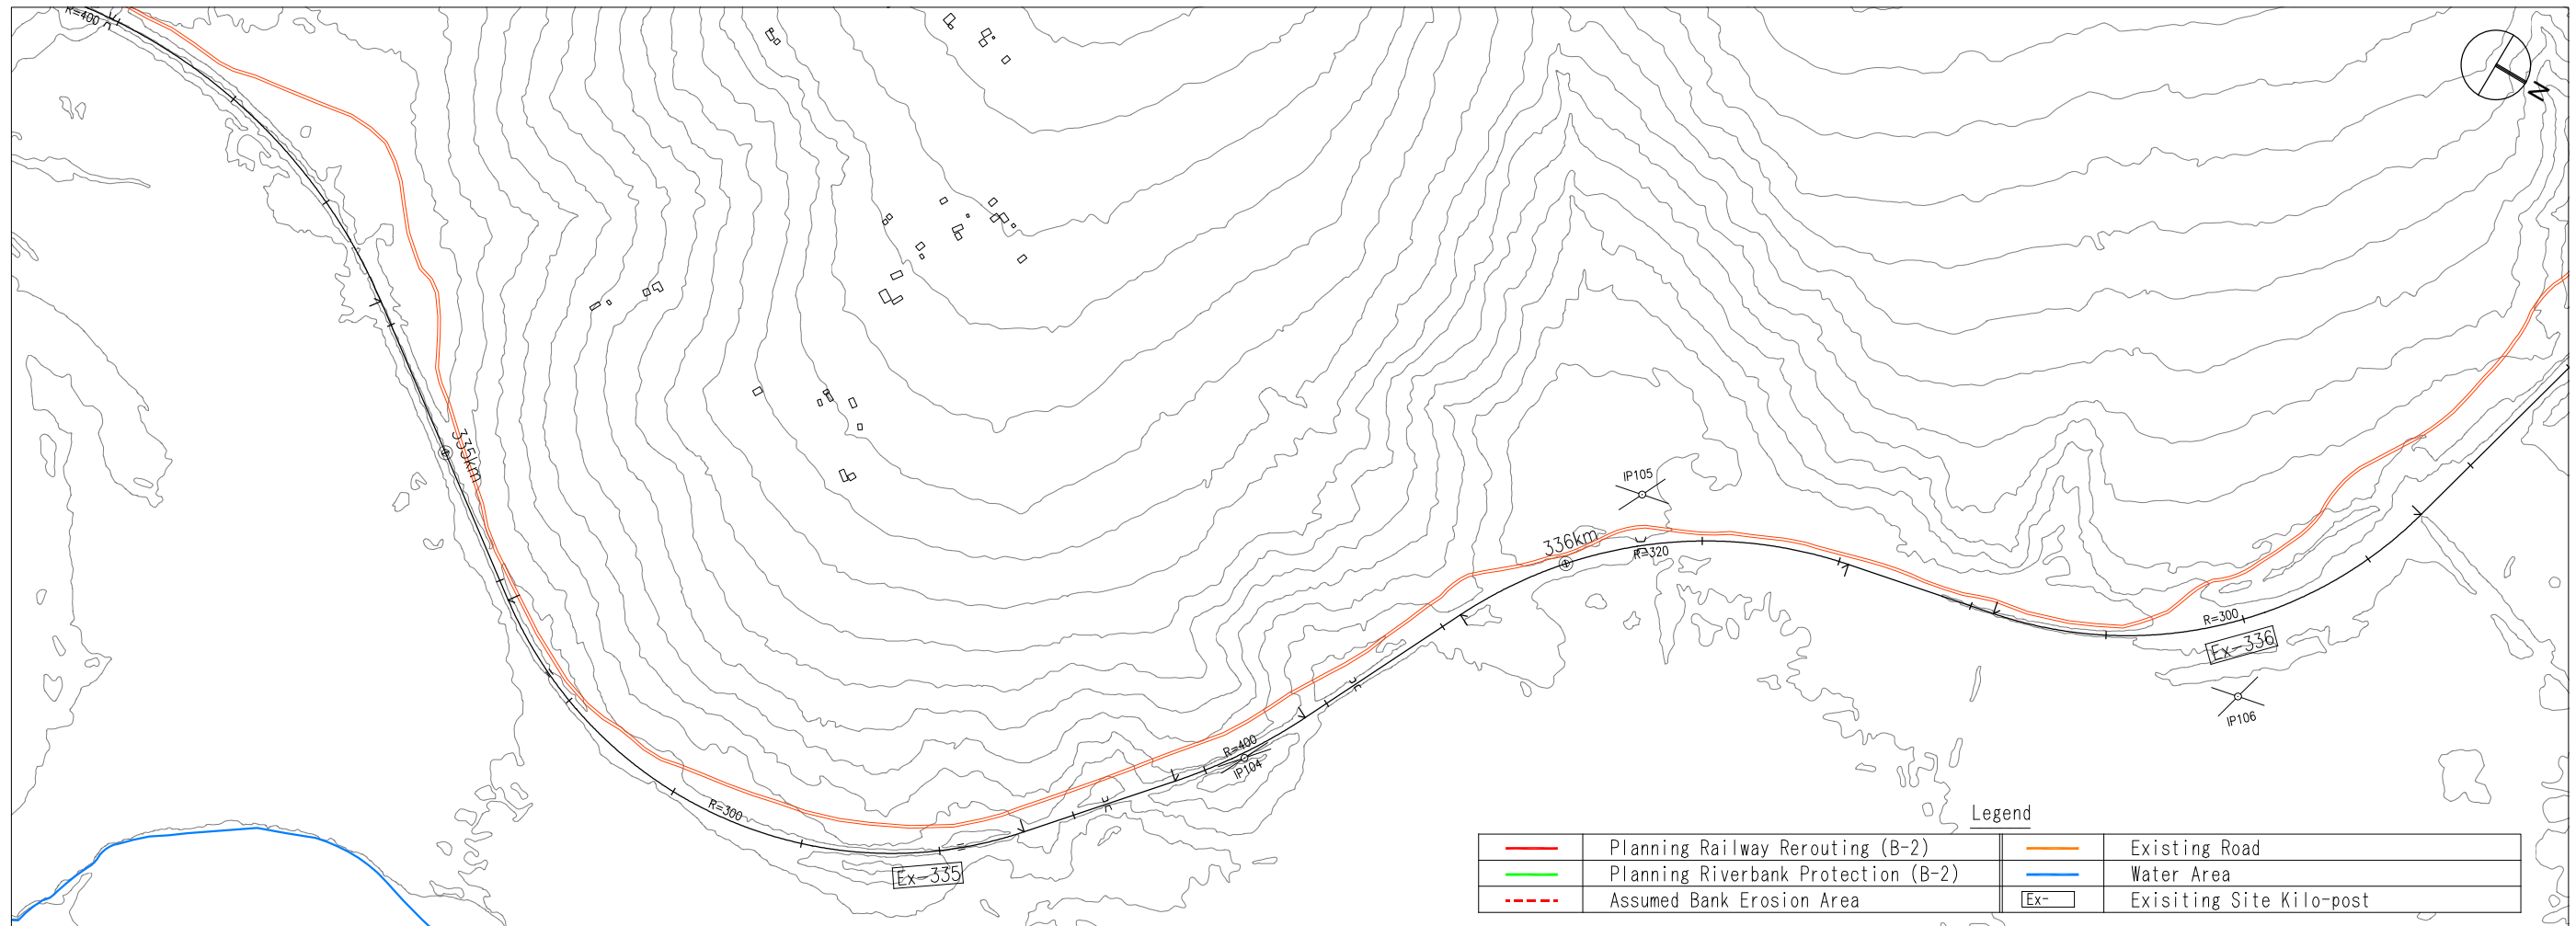 R=400
N
335km
IP105
336km
R=320
R=300
Ex-336
IP106
R=400
IP104
R=300
Ex-335
Legend
Planning Railway Rerouting (B-2)
Existing Road
Planning Riverbank Protection (B-2)
Water Area
Assumed Bank Erosion Area
Ex-
Exisiting Site Kilo-post